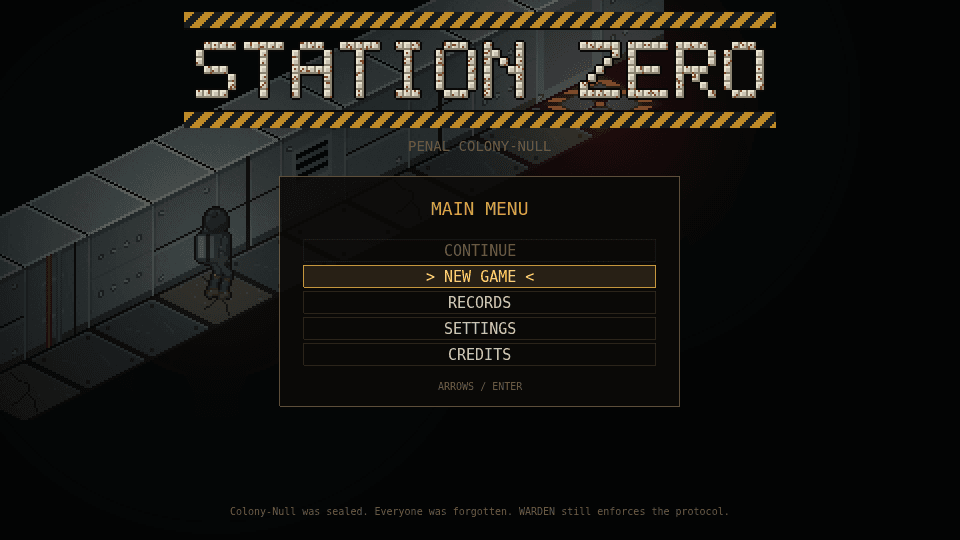 STATION ZERO
PENAL COLONY-NULL
MAIN MENU
CONTINUE
> NEW GAME <
RECORDS
SETTINGS
CREDITS
ARROWS / ENTER
Colony-Null was sealed. Everyone was forgotten. WARDEN still enforces the protocol.